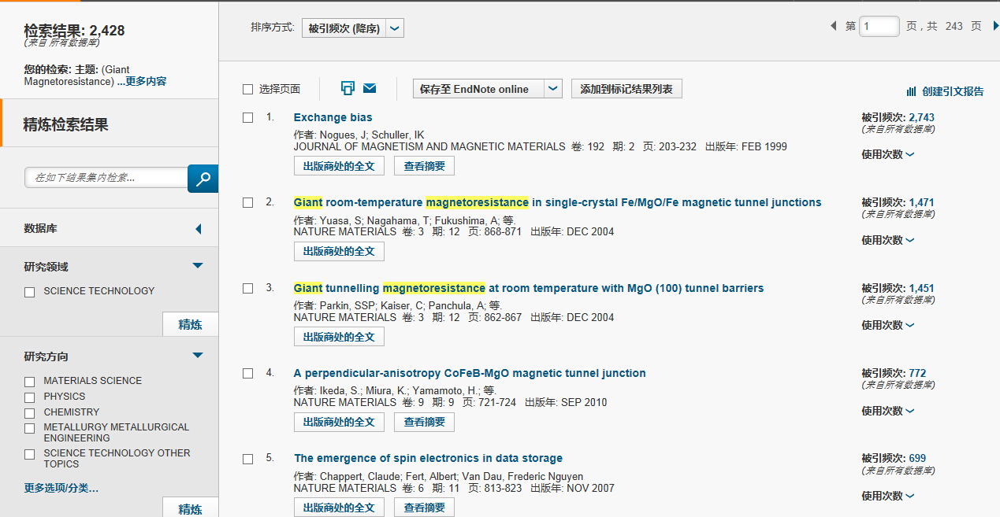 检索结果: 2,428
(来自 所有数据库)
您的检索: 主题: (Giant
Magnetoresistance) ...更多内容
精炼检索结果
在如下结果集内检索...
数据库
研究领域
SCIENCE TECHNOLOGY
精炼
研究方向
MATERIALS SCIENCE
PHYSICS
CHEMISTRY
METALLURGY METALLURGICAL
ENGINEERING
SCIENCE TECHNOLOGY OTHER
TOPICS
更多选项/分类...
精炼
排序方式: 被引频次 (降序)
第 1 页，共 243 页
选择页面 保存至 EndNote online 添加到标记结果列表
创建引文报告
1. Exchange bias
作者: Nogues, J; Schuller, IK
JOURNAL OF MAGNETISM AND MAGNETIC MATERIALS 卷: 192 期: 2 页: 203-232 出版年: FEB 1999
出版商处的全文 查看摘要
被引频次: 2,743
(来自所有数据库)
使用次数
2. Giant room-temperature magnetoresistance in single-crystal Fe/MgO/Fe magnetic tunnel junctions
作者: Yuasa, S; Nagahama, T; Fukushima, A; 等.
NATURE MATERIALS 卷: 3 期: 12 页: 868-871 出版年: DEC 2004
出版商处的全文
被引频次: 1,471
(来自所有数据库)
使用次数
3. Giant tunnelling magnetoresistance at room temperature with MgO (100) tunnel barriers
作者: Parkin, SSP; Kaiser, C; Panchula, A; 等.
NATURE MATERIALS 卷: 3 期: 12 页: 862-867 出版年: DEC 2004
出版商处的全文
被引频次: 1,451
(来自所有数据库)
使用次数
4. A perpendicular-anisotropy CoFeB-MgO magnetic tunnel junction
作者: Ikeda, S.; Miura, K.; Yamamoto, H.; 等.
NATURE MATERIALS 卷: 9 期: 9 页: 721-724 出版年: SEP 2010
出版商处的全文 查看摘要
被引频次: 772
(来自所有数据库)
使用次数
5. The emergence of spin electronics in data storage
作者: Chappert, Claude; Fert, Albert; Van Dau, Frederic Nguyen
NATURE MATERIALS 卷: 6 期: 11 页: 813-823 出版年: NOV 2007
出版商处的全文 查看摘要
被引频次: 699
(来自所有数据库)
使用次数